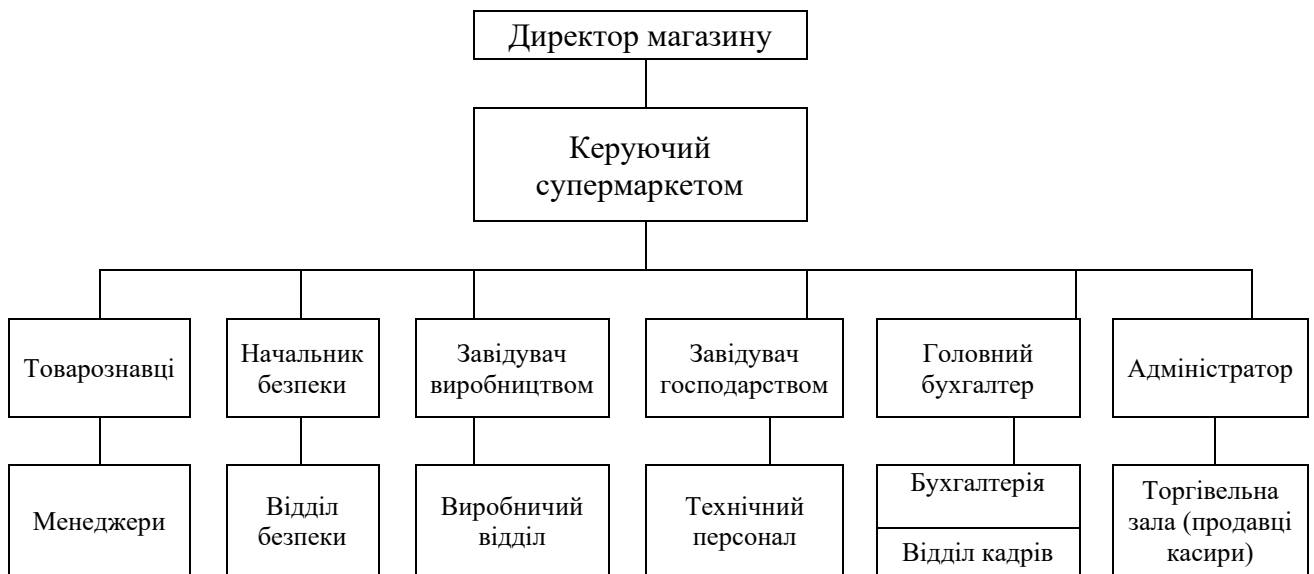 Директор магазину
Керуючий
супермаркетом
Товарознавці
Начальник
безпеки
Завідувач
виробництвом
Завідувач
господарством
Головний
бухгалтер
Адміністратор
Менеджери
Відділ
безпеки
Виробничий
відділ
Технічний
персонал
Бухгалтерія
Відділ кадрів
Торгівельна
зала (продавці
касири)